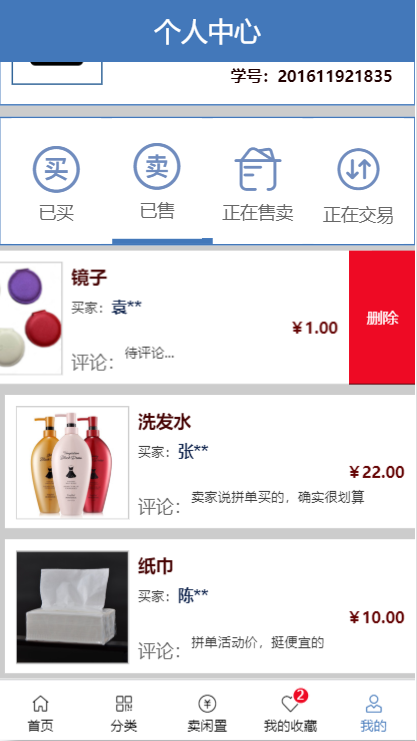 个人中心
学号：201611921835
买
卖
已买
已售
正在售卖
正在交易
镜子
买家：袁**
￥1.00
删除
评论：待评论...
洗发水
买家：张**
￥22.00
评论：卖家说拼单买的，确实很划算
纸巾
买家：陈**
￥10.00
评论：拼单活动价，挺便宜的
2
首页
分类
卖闲置
我的收藏
我的